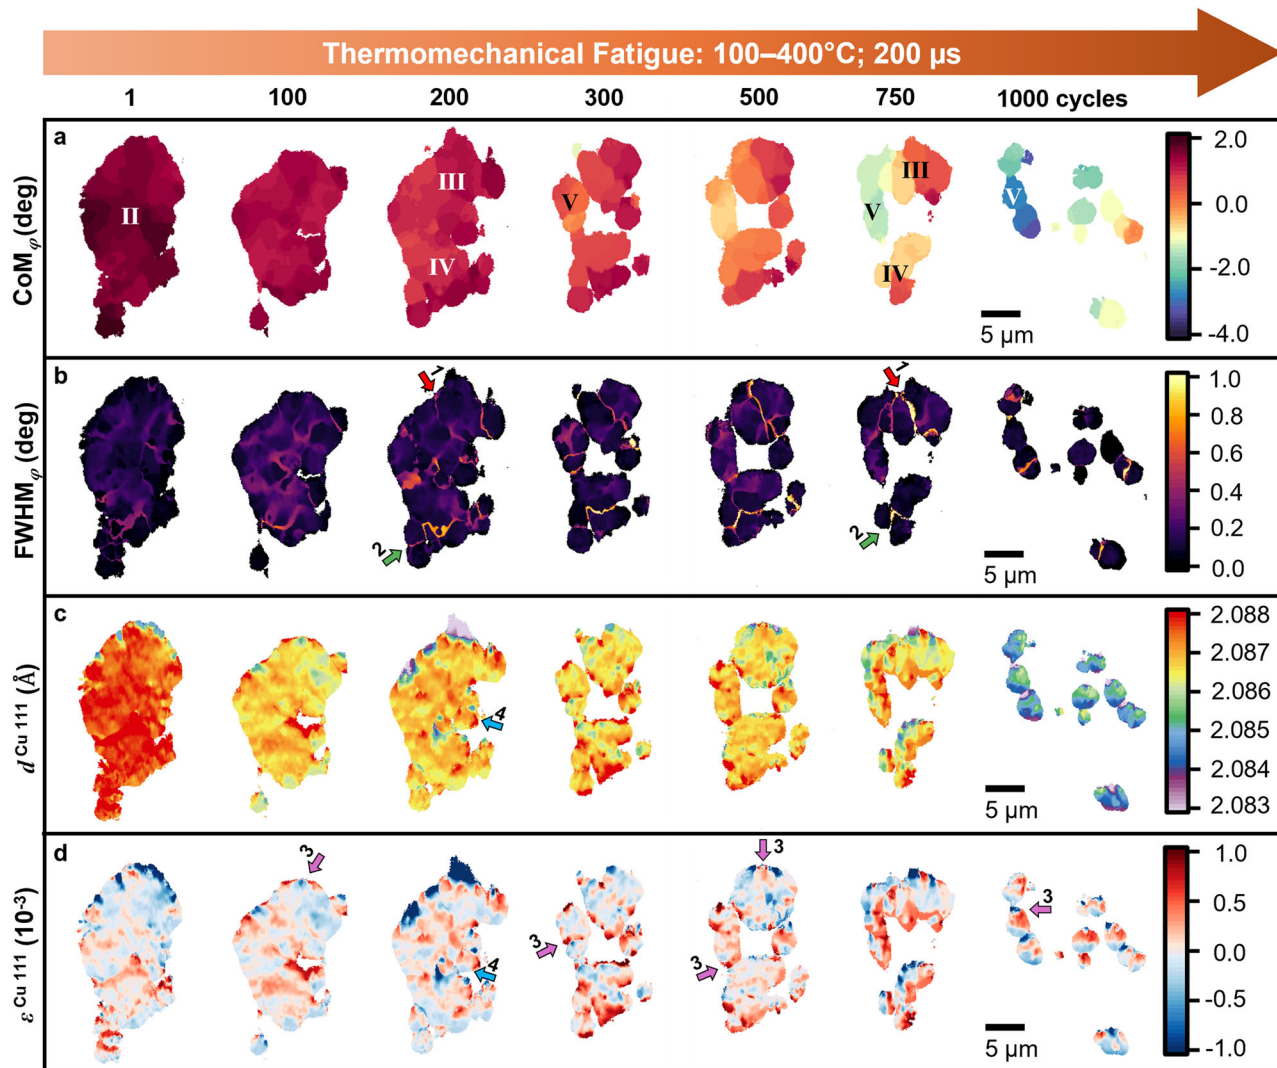 Thermomechanical Fatigue: 100–400°C; 200 µs
1 100 200 300 500 750 1000 cycles
a
CoMφ (deg)
II
III
IV
V
III
V
IV
V
5 µm
2.0
0.0
-2.0
-4.0
b
FWHMφ (deg)
1
2
1
2
5 µm
1.0
0.8
0.6
0.4
0.2
0.0
c
d Cu 111 (Å)
4
5 µm
2.088
2.087
2.086
2.085
2.084
2.083
d
ε Cu 111 (10-3)
3
4
3
3
3
3
5 µm
1.0
0.5
0.0
-0.5
-1.0